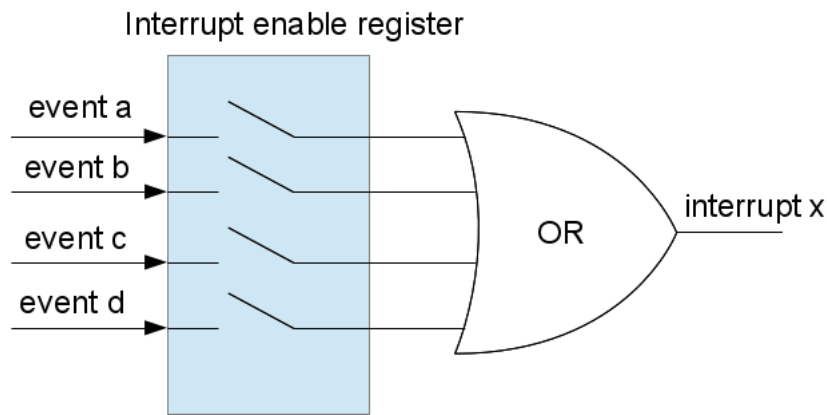 Interrupt enable register
event a
event b
event c
event d
OR
interrupt x